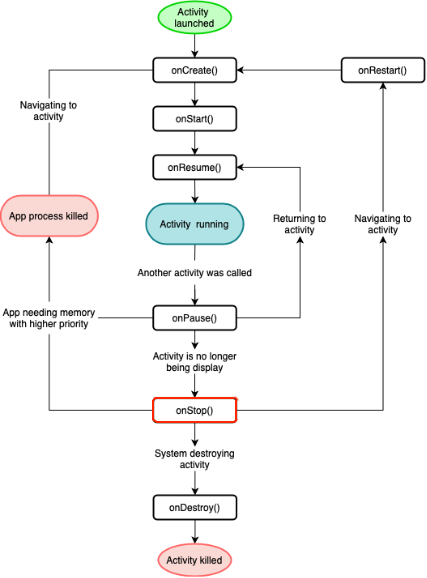 Activity
launched
onCreate()
onRestart()
Navigating to
activity
onStart()
onResume()
App process killed
Activity  running
Returning to
activity
Navigating to
activity
Another activity was called
App needing memory
with higher priority
onPause()
Activity is no longer
being display
onStop()
System destroying
activity
onDestroy()
Activity killed